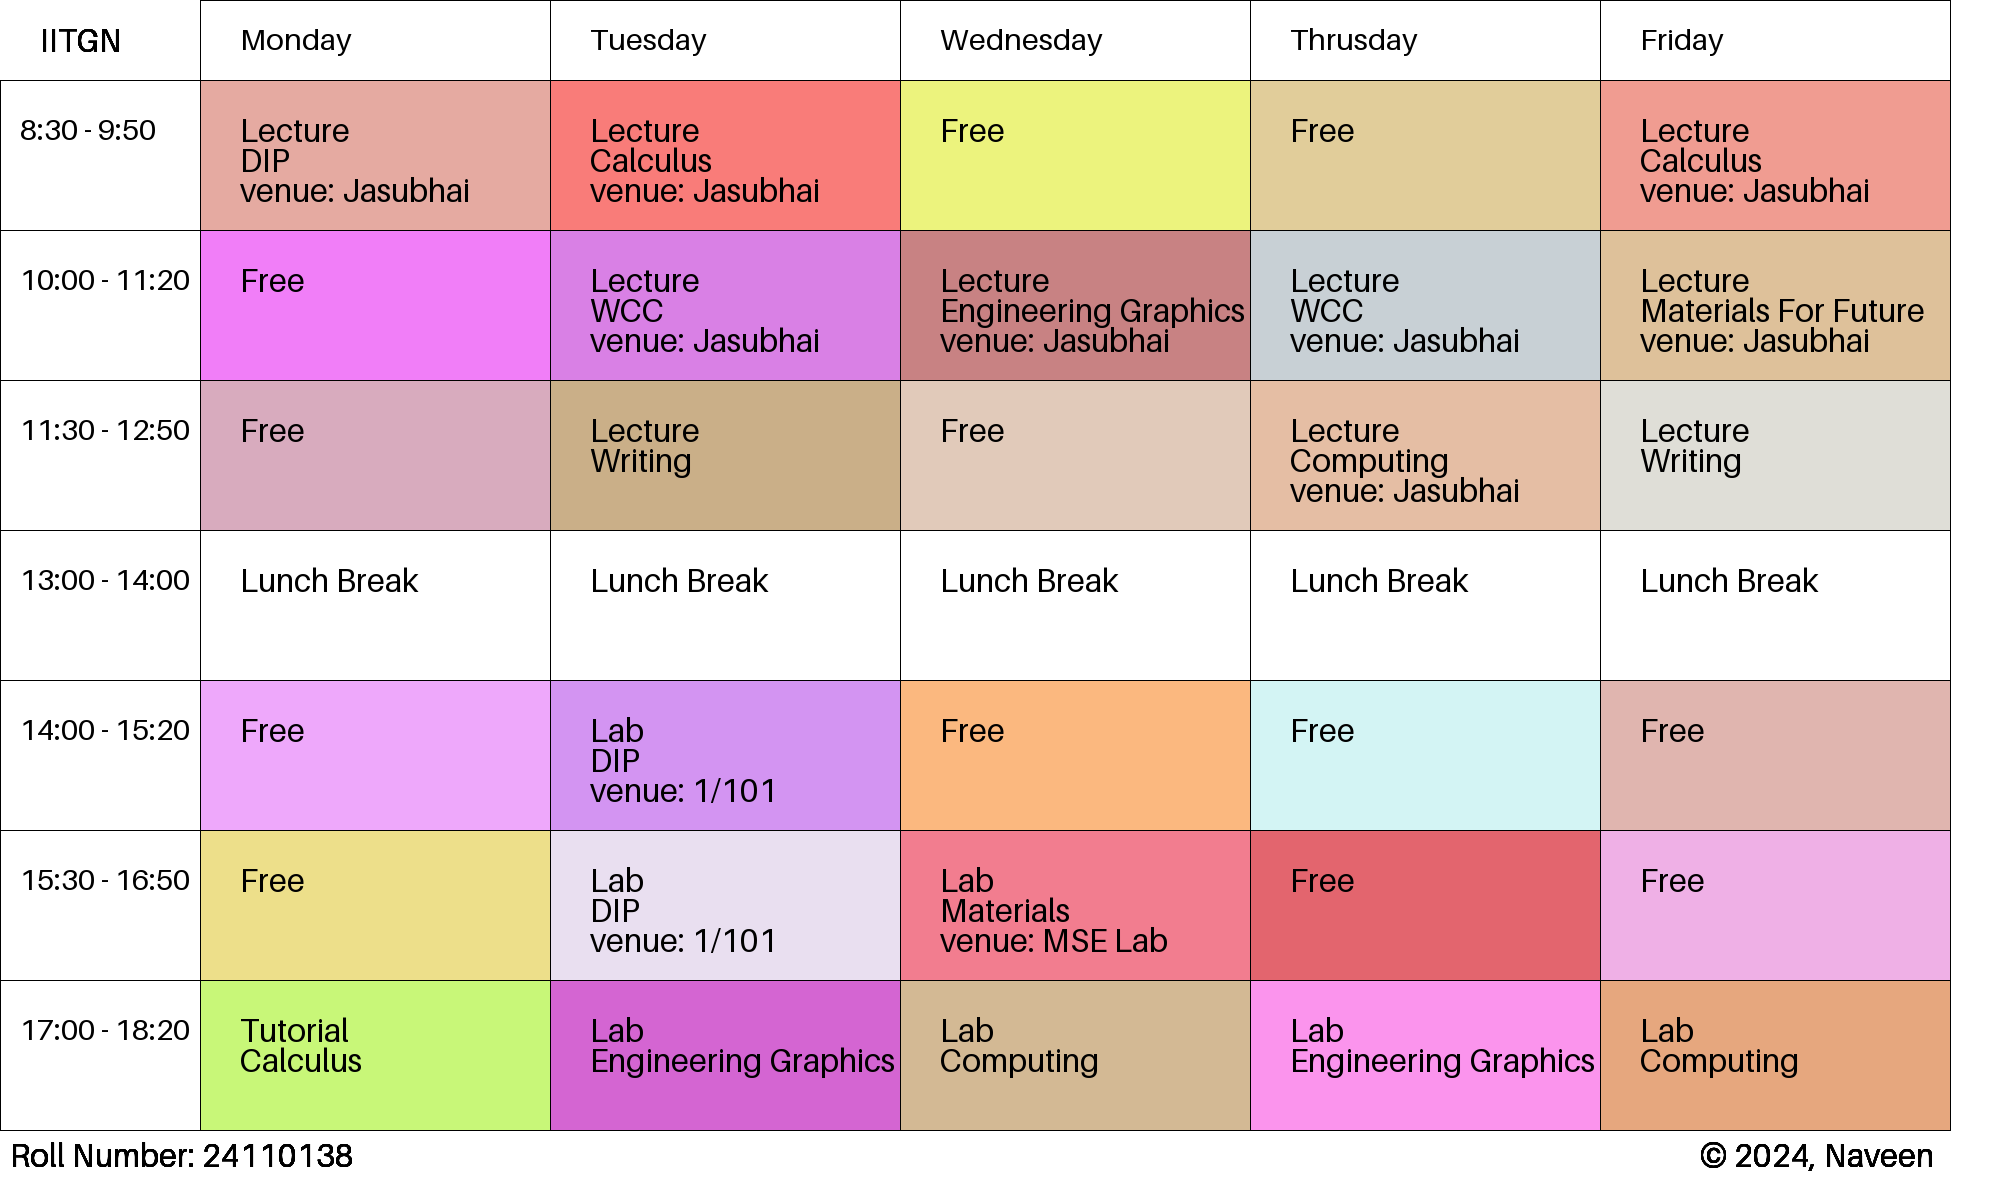 IITGN Monday Tuesday Wednesday Thrusday Friday
8:30 - 9:50
Lecture
DIP
venue: Jasubhai
Lecture
Calculus
venue: Jasubhai
Free
Free
Lecture
Calculus
venue: Jasubhai
10:00 - 11:20
Free
Lecture
WCC
venue: Jasubhai
Lecture
Engineering Graphics
venue: Jasubhai
Lecture
WCC
venue: Jasubhai
Lecture
Materials For Future
venue: Jasubhai
11:30 - 12:50
Free
Lecture
Writing
Free
Lecture
Computing
venue: Jasubhai
Lecture
Writing
13:00 - 14:00
Lunch Break
Lunch Break
Lunch Break
Lunch Break
Lunch Break
14:00 - 15:20
Free
Lab
DIP
venue: 1/101
Free
Free
Free
15:30 - 16:50
Free
Lab
DIP
venue: 1/101
Lab
Materials
venue: MSE Lab
Free
Free
17:00 - 18:20
Tutorial
Calculus
Lab
Engineering Graphics
Lab
Computing
Lab
Engineering Graphics
Lab
Computing
Roll Number: 24110138
© 2024, Naveen